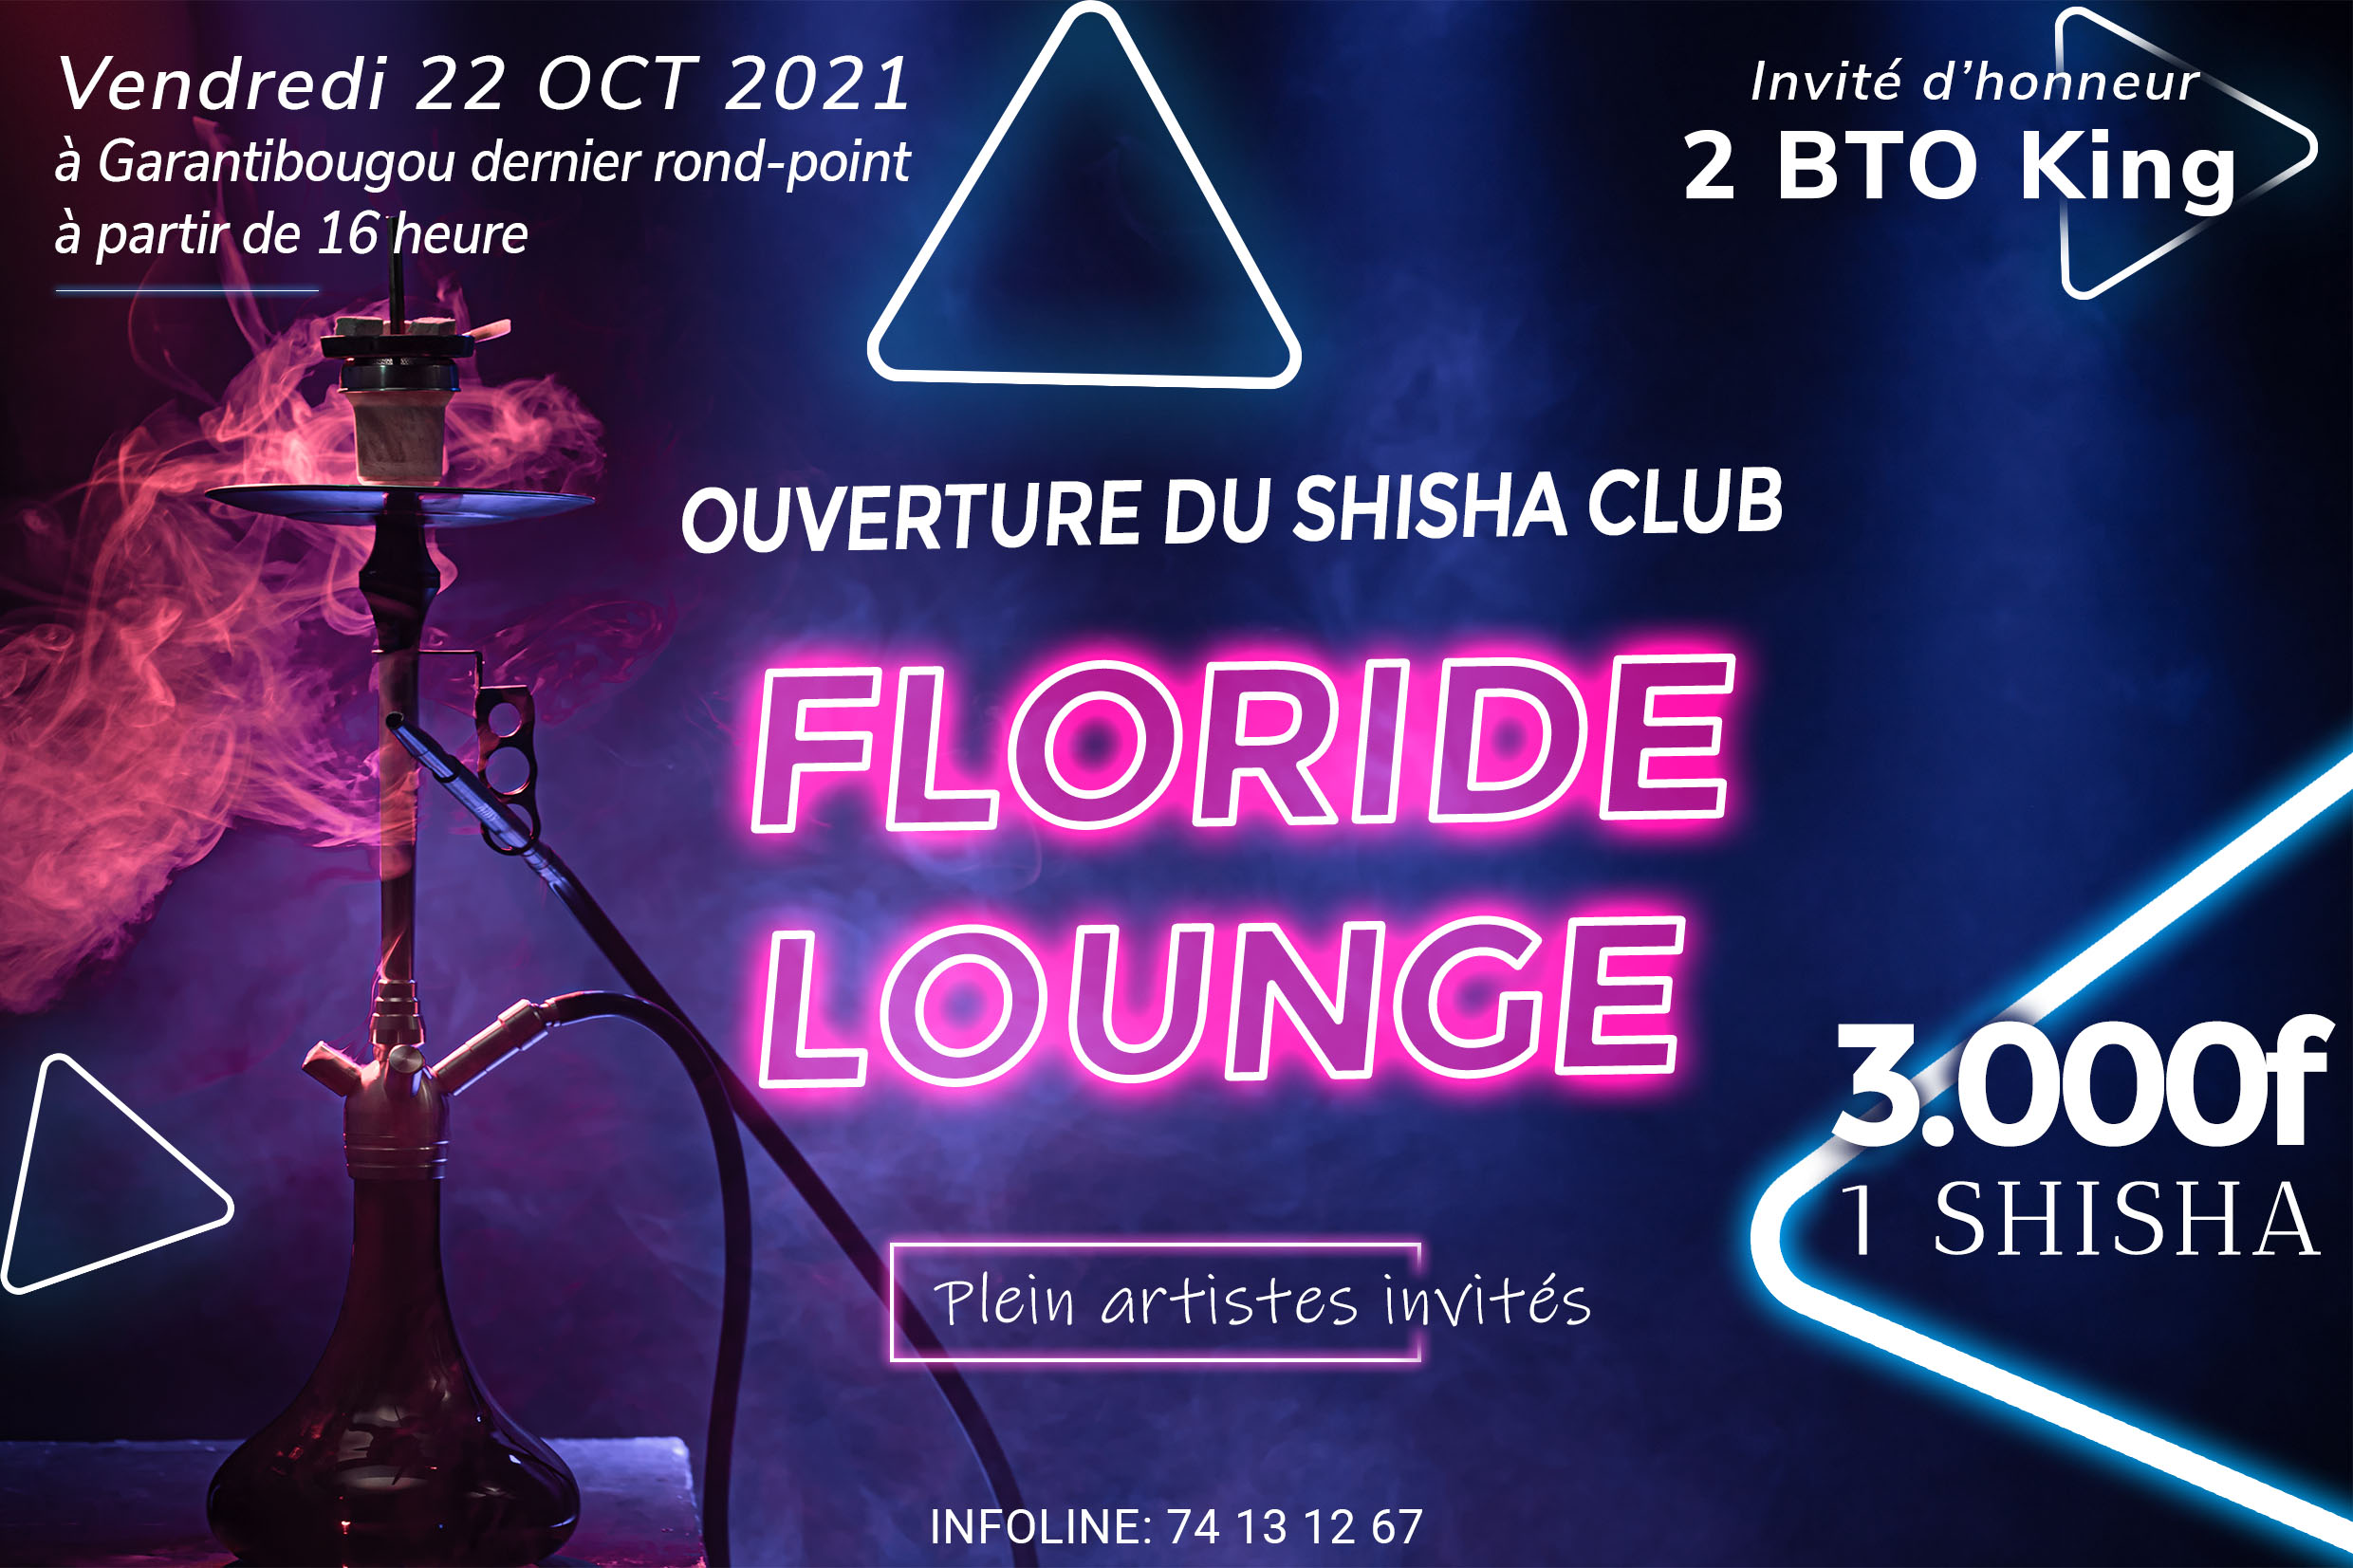 Vendredi 22 OCT 2021
à Garantibougou dernier rond-point
à partir de 16 heure
Invité d’honneur
2 BTO King
OUVERTURE DU SHISHA CLUB
FLORIDE
LOUNGE
3.000f
1 SHISHA
Plein artistes invités
INFOLINE: 74 13 12 67